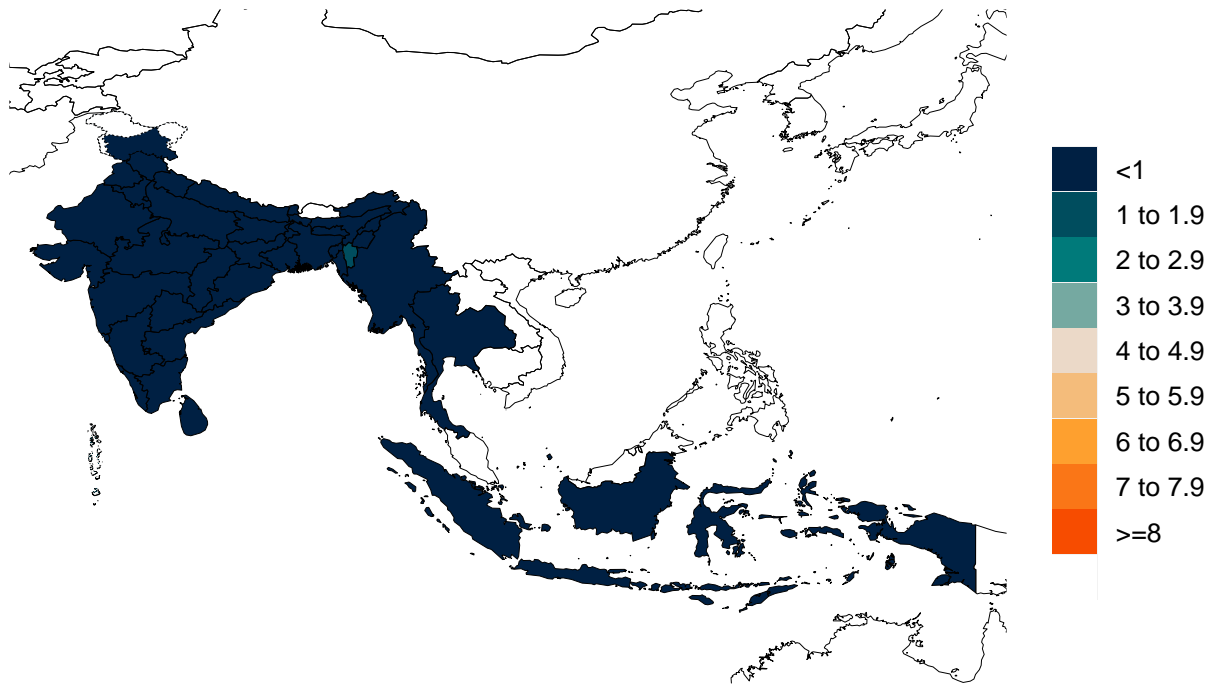 <1
1 to 1.9
2 to 2.9
3 to 3.9
4 to 4.9
5 to 5.9
6 to 6.9
7 to 7.9
>=8